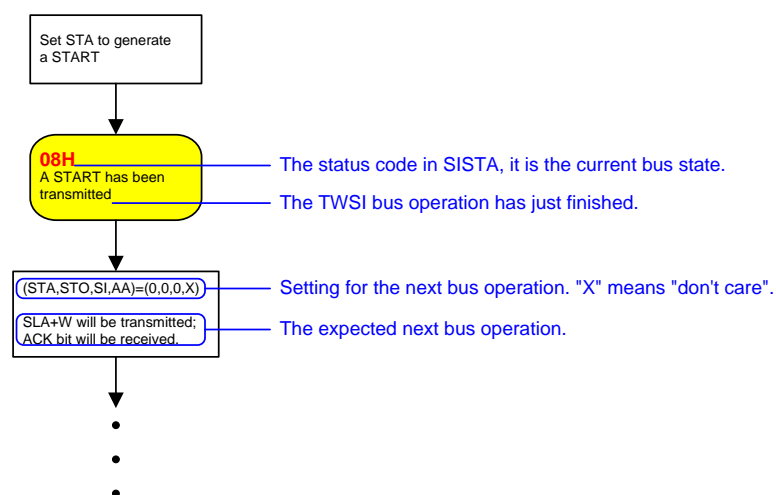 Set STA to generate
a START
08H
A START has been
transmitted
The status code in SISTA, it is the current bus state.
The TWSI bus operation has just finished.
(STA,STO,SI,AA)=(0,0,0,X)
Setting for the next bus operation. "X" means "don't care".
SLA+W will be transmitted;
ACK bit will be received.
The expected next bus operation.